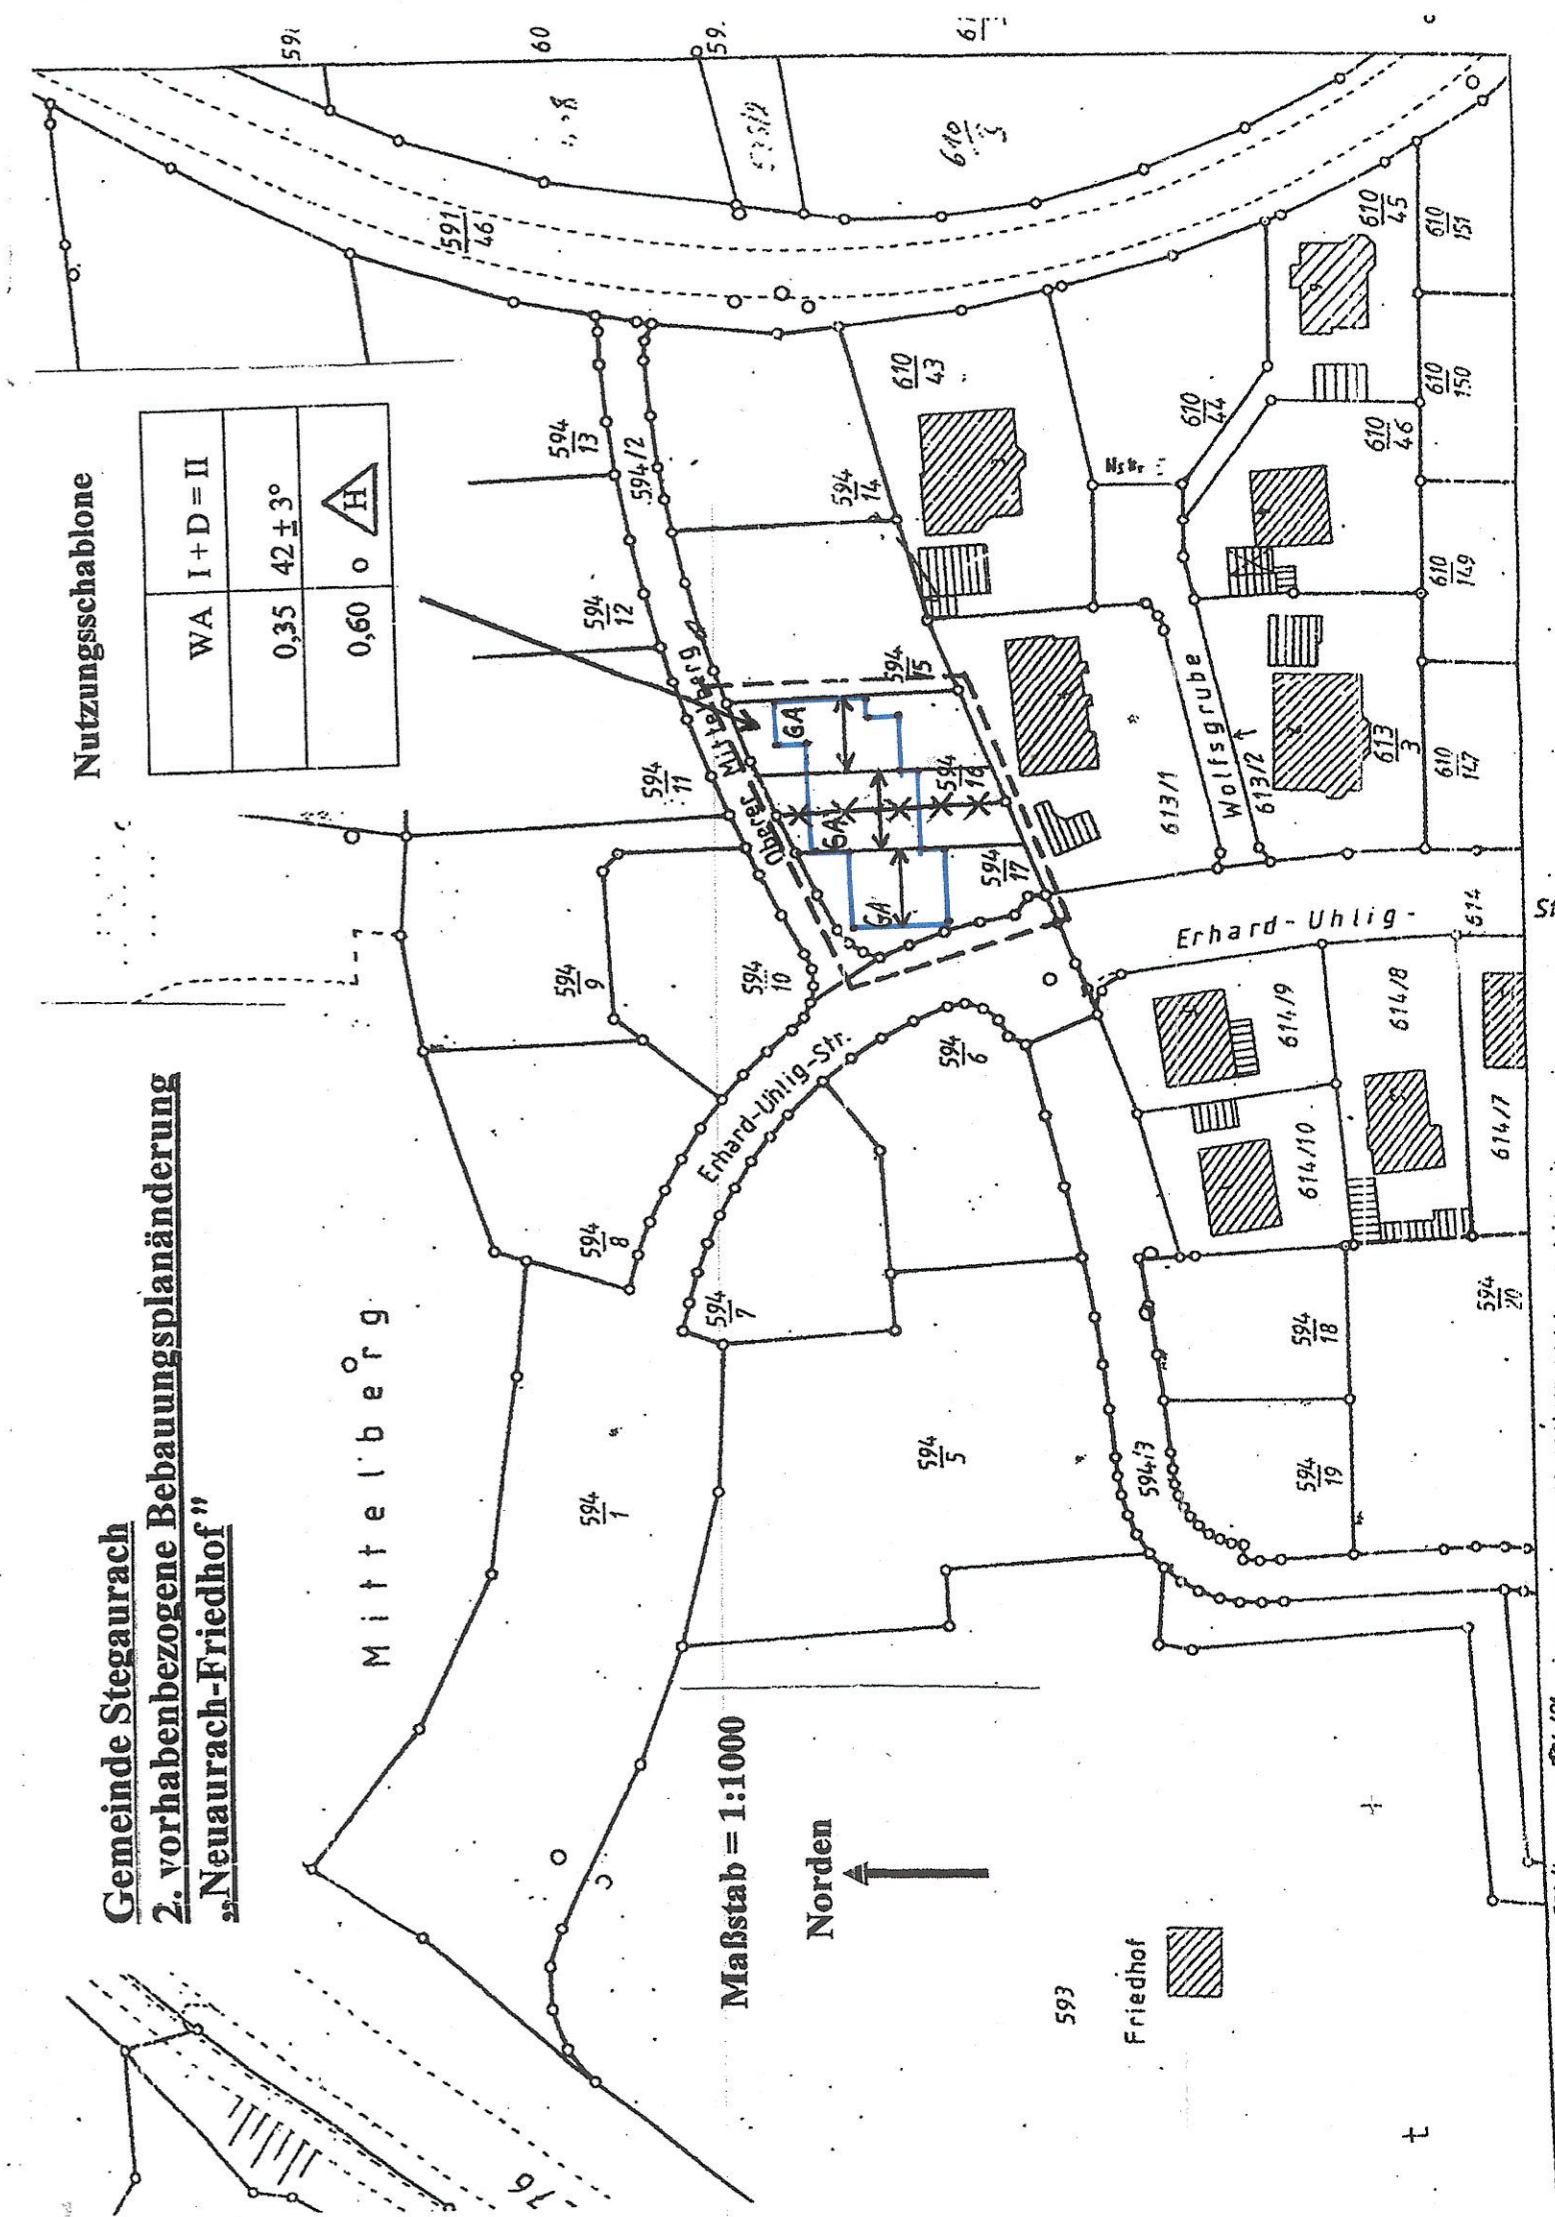 Gemeinde Stegaurach
2. vorhabenbezogene Bebauungsplanänderung
„Neuaurach-Friedhof”
Nutzungsschablone
WA I + D = II
0,35 42 ± 3°
0,60 o H
Mittelberg
Maßstab = 1:1000
Norden
593
Friedhof
76
594/1
594/5
594/6
594/7
594/8
594/9
594/10
594/11
594/12
594/13
594/2
594/14
594/15
594/16
594/17
594/18
594/19
594/20
594/3
Oberer Mittelberg
Erhard-Uhlig-Str.
Erhard-Uhlig-
GA
GA
GA
591/46
60
610/43
610/44
610/45
610/46
610/147
610/149
610/150
610/151
Wolfsgrube
613/1
613/2
613/3
614
614/7
614/8
614/9
614/10